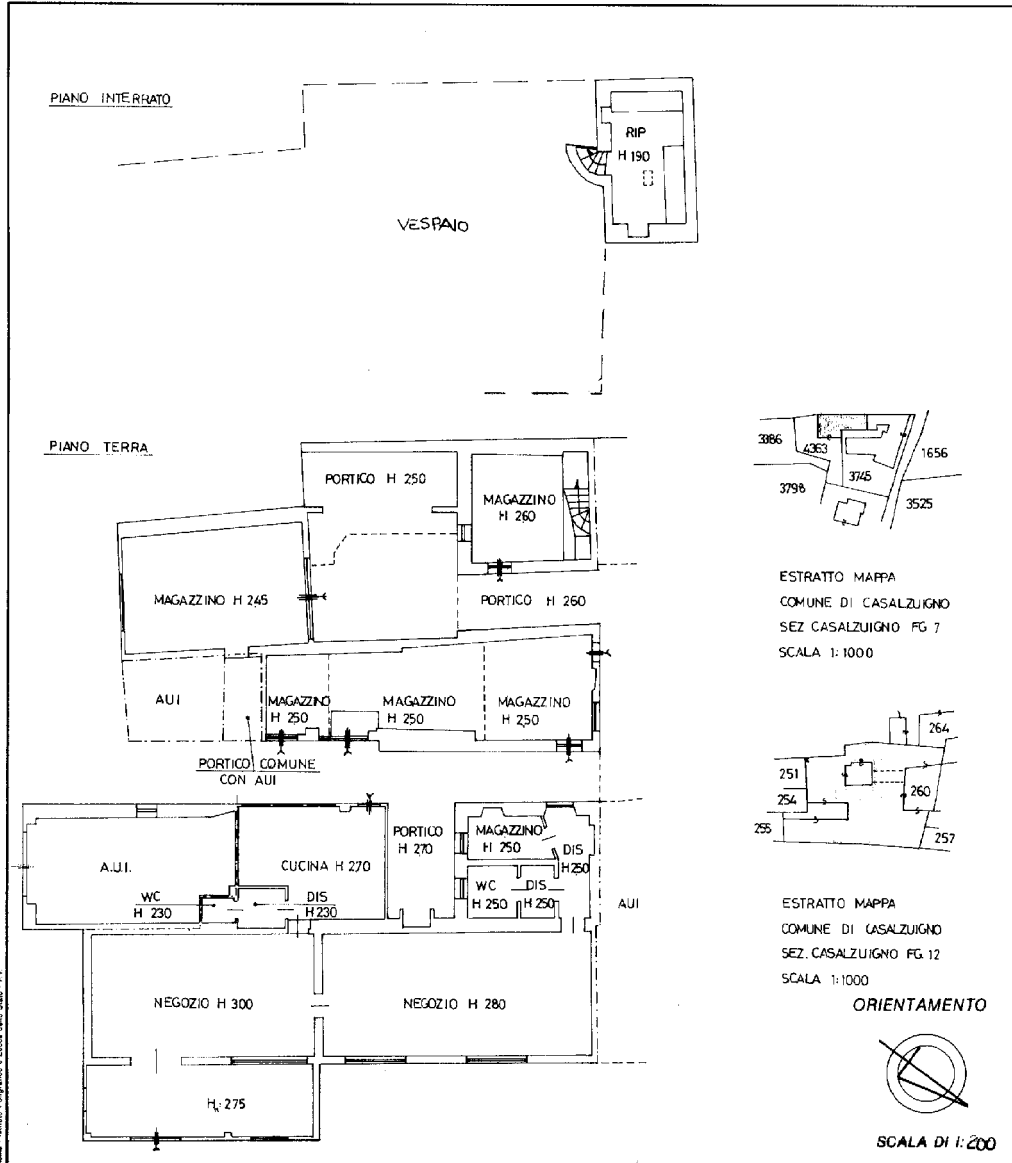 PIANO INTERRATO
RIP
H 190
VESPAIO
PIANO TERRA
PORTICO H 250
MAGAZZINO
H 260
MAGAZZINO H 245
PORTICO H 260
AUI
MAGAZZINO
H 250
MAGAZZINO
H 250
MAGAZZINO
H 250
PORTICO COMUNE
CON AUI
A.U.I.
WC
H 230
CUCINA H 270
DIS
H 230
PORTICO
H 270
MAGAZZINO
H 250
DIS
H 250
WC
H 250
DIS
H 250
AUI
NEGOZIO H 300
NEGOZIO H 280
H. 275
3386
4363
3745
1656
3798
3525
ESTRATTO MAPPA
COMUNE DI CASALZUIGNO
SEZ CASALZUIGNO FG 7
SCALA 1:1000
264
251
254
260
255
257
ESTRATTO MAPPA
COMUNE DI CASALZUIGNO
SEZ. CASALZUIGNO FG. 12
SCALA 1:1000
ORIENTAMENTO
SCALA DI 1:200